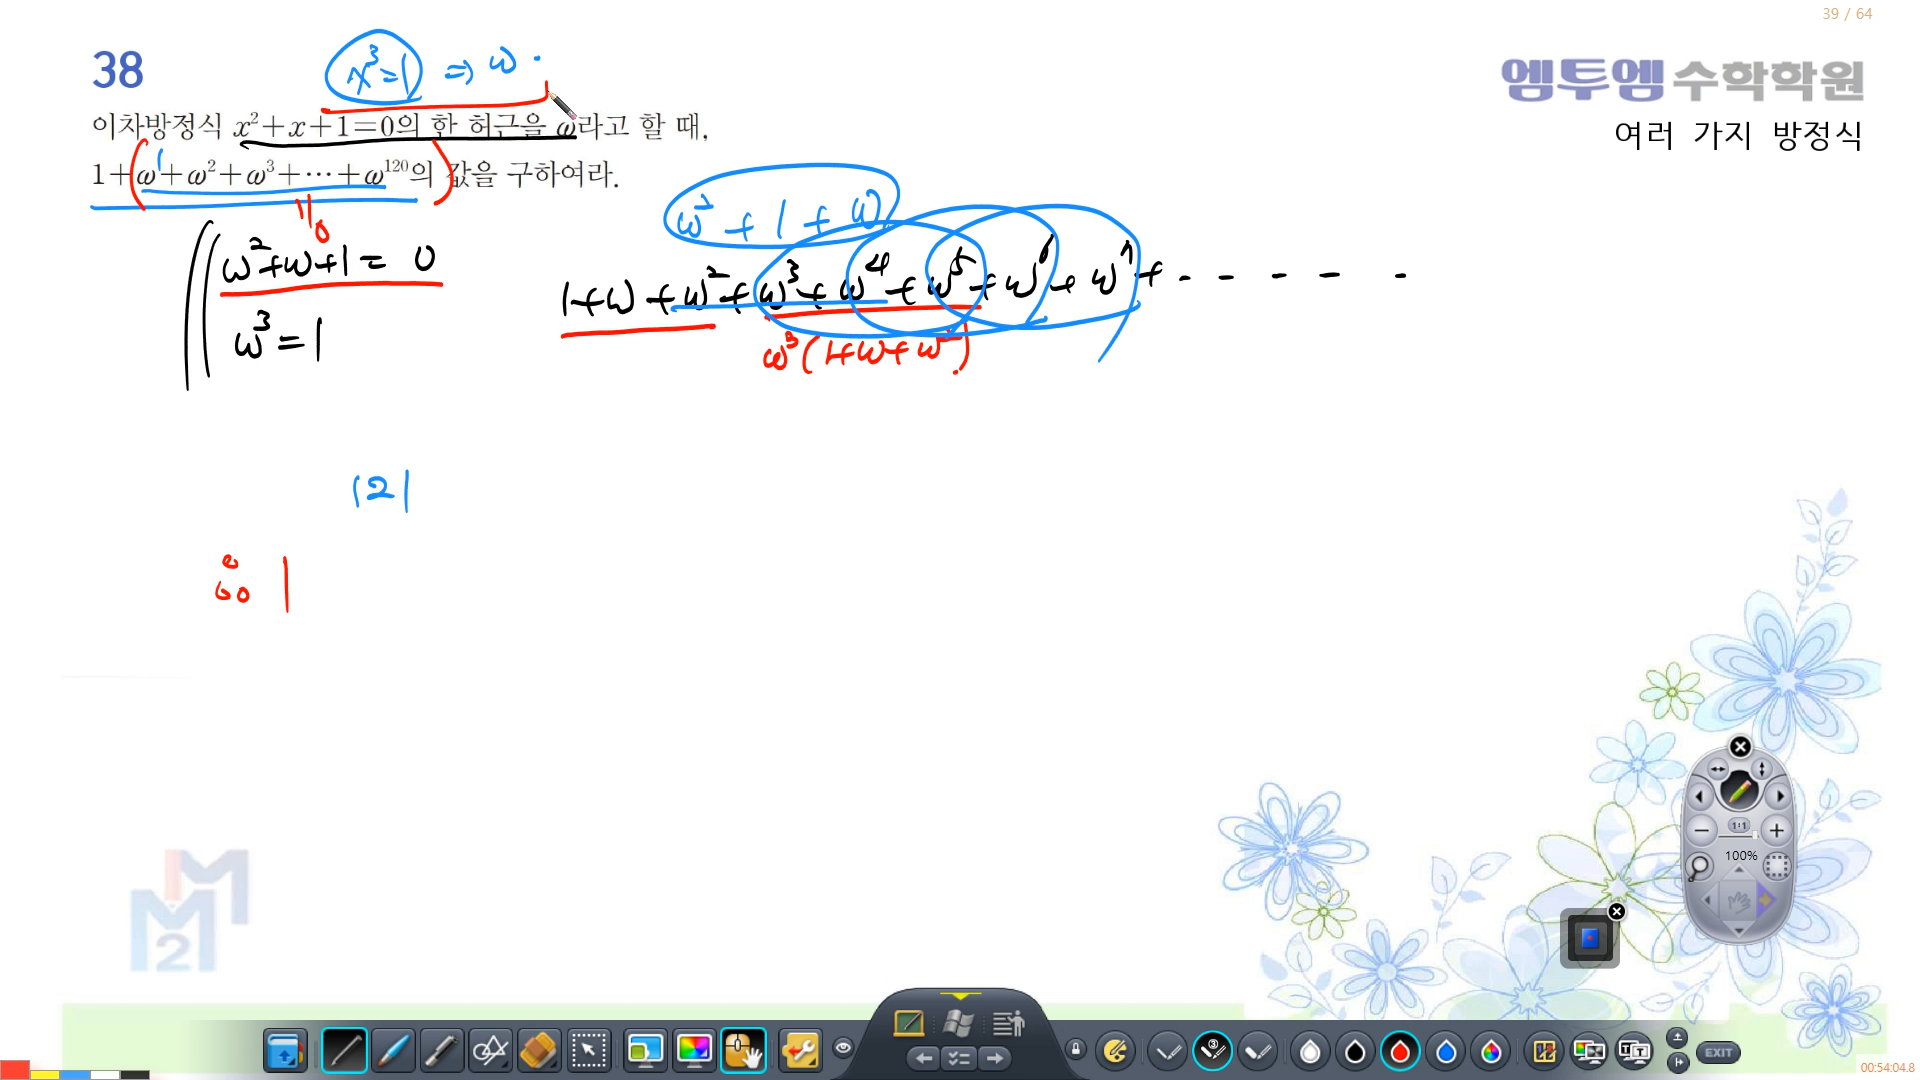 39 / 64
38
x³=1 ⇒ ω
엠투엠수학학원
여러 가지 방정식
이차방정식 x²+x+1=0의 한 허근을 ω라고 할 때,
1+ω+ω²+ω³+⋯+ω¹²⁰의 값을 구하여라.
1
0
ω²+1+ω
ω²+ω+1=0
1+ω+ω²+ω³+ω⁴+ω⁵+ω⁶+ω⁷+-----
ω³=1
ω³(1+ω+ω²)
121
60
1:1
100%
M2M
EXIT
00:54:04.8